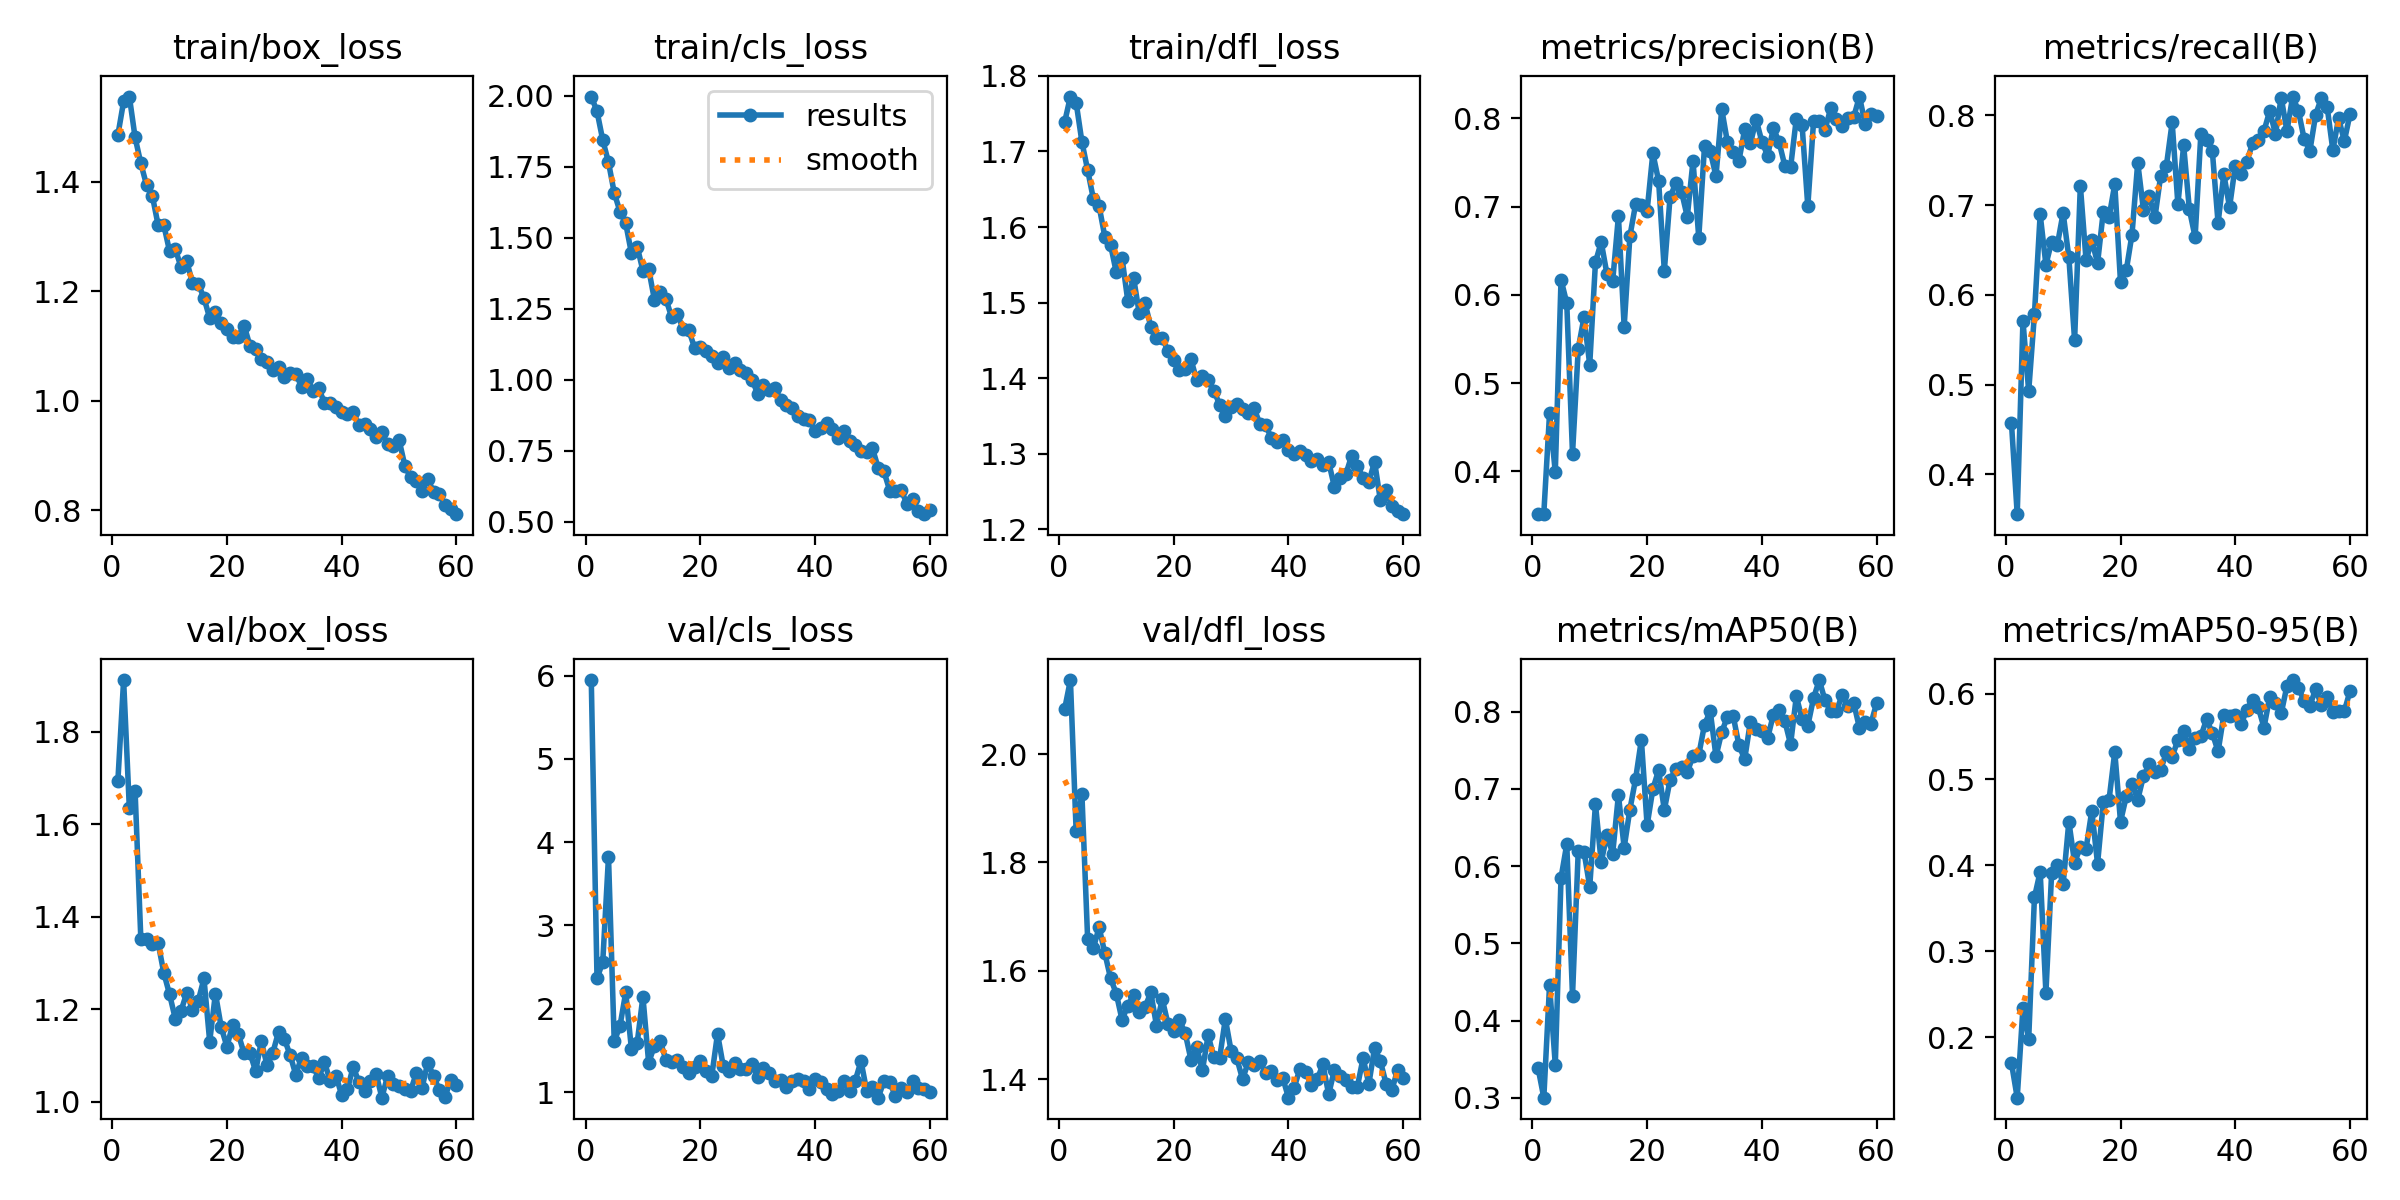 train/box_loss
1.4
1.2
1.0
0.8
0 20 40 60
train/cls_loss
results
smooth
2.00
1.75
1.50
1.25
1.00
0.75
0.50
0 20 40 60
train/dfl_loss
1.8
1.7
1.6
1.5
1.4
1.3
1.2
0 20 40 60
metrics/precision(B)
0.8
0.7
0.6
0.5
0.4
0 20 40 60
metrics/recall(B)
0.8
0.7
0.6
0.5
0.4
0 20 40 60
val/box_loss
1.8
1.6
1.4
1.2
1.0
0 20 40 60
val/cls_loss
6
5
4
3
2
1
0 20 40 60
val/dfl_loss
2.0
1.8
1.6
1.4
0 20 40 60
metrics/mAP50(B)
0.8
0.7
0.6
0.5
0.4
0.3
0 20 40 60
metrics/mAP50-95(B)
0.6
0.5
0.4
0.3
0.2
0 20 40 60